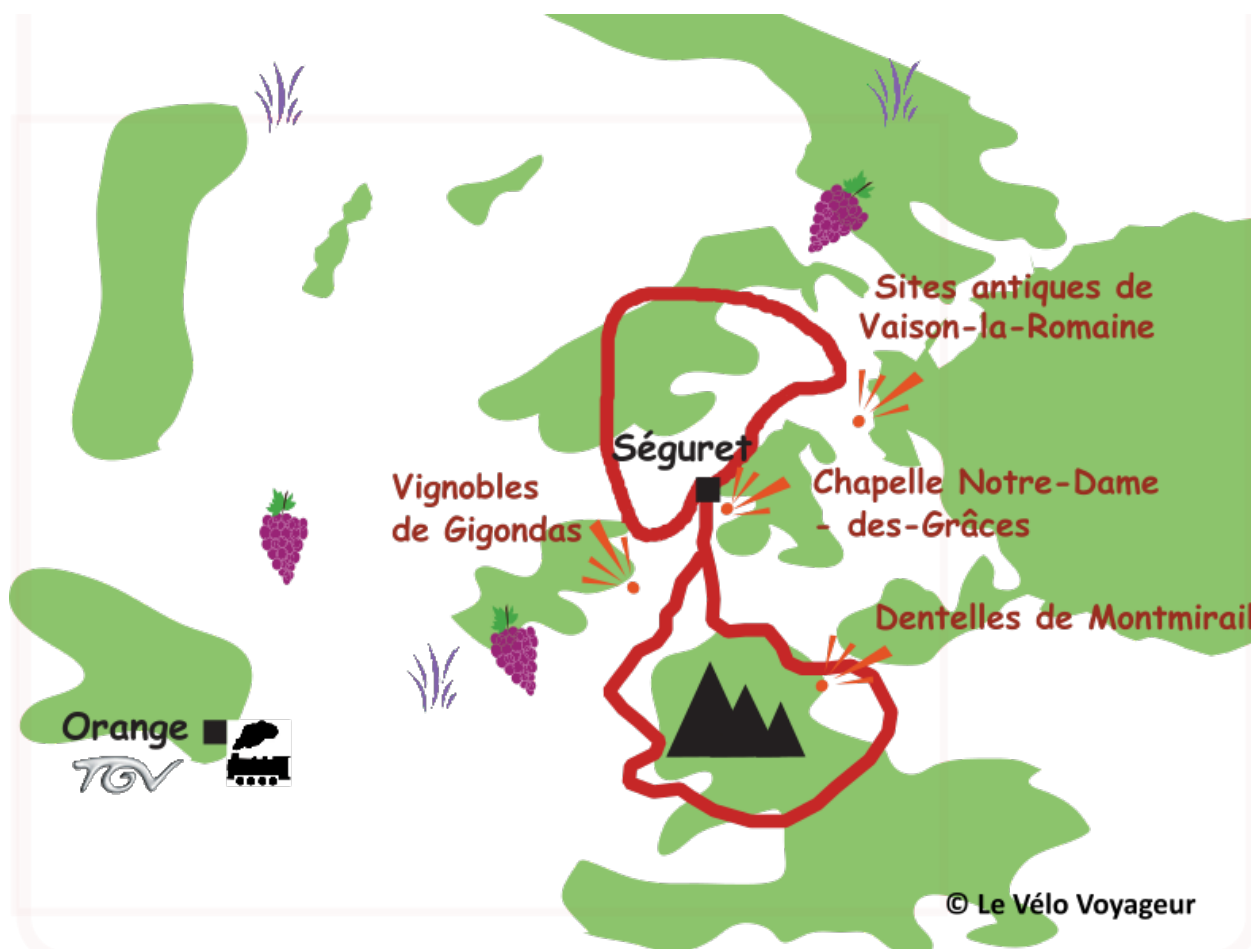 Sites antiques de
Vaison-la-Romaine
Séguret
Vignobles
de Gigondas
Chapelle Notre-Dame
- des-Grâces
Dentelles de Montmirail
Orange
TGV
© Le Vélo Voyageur